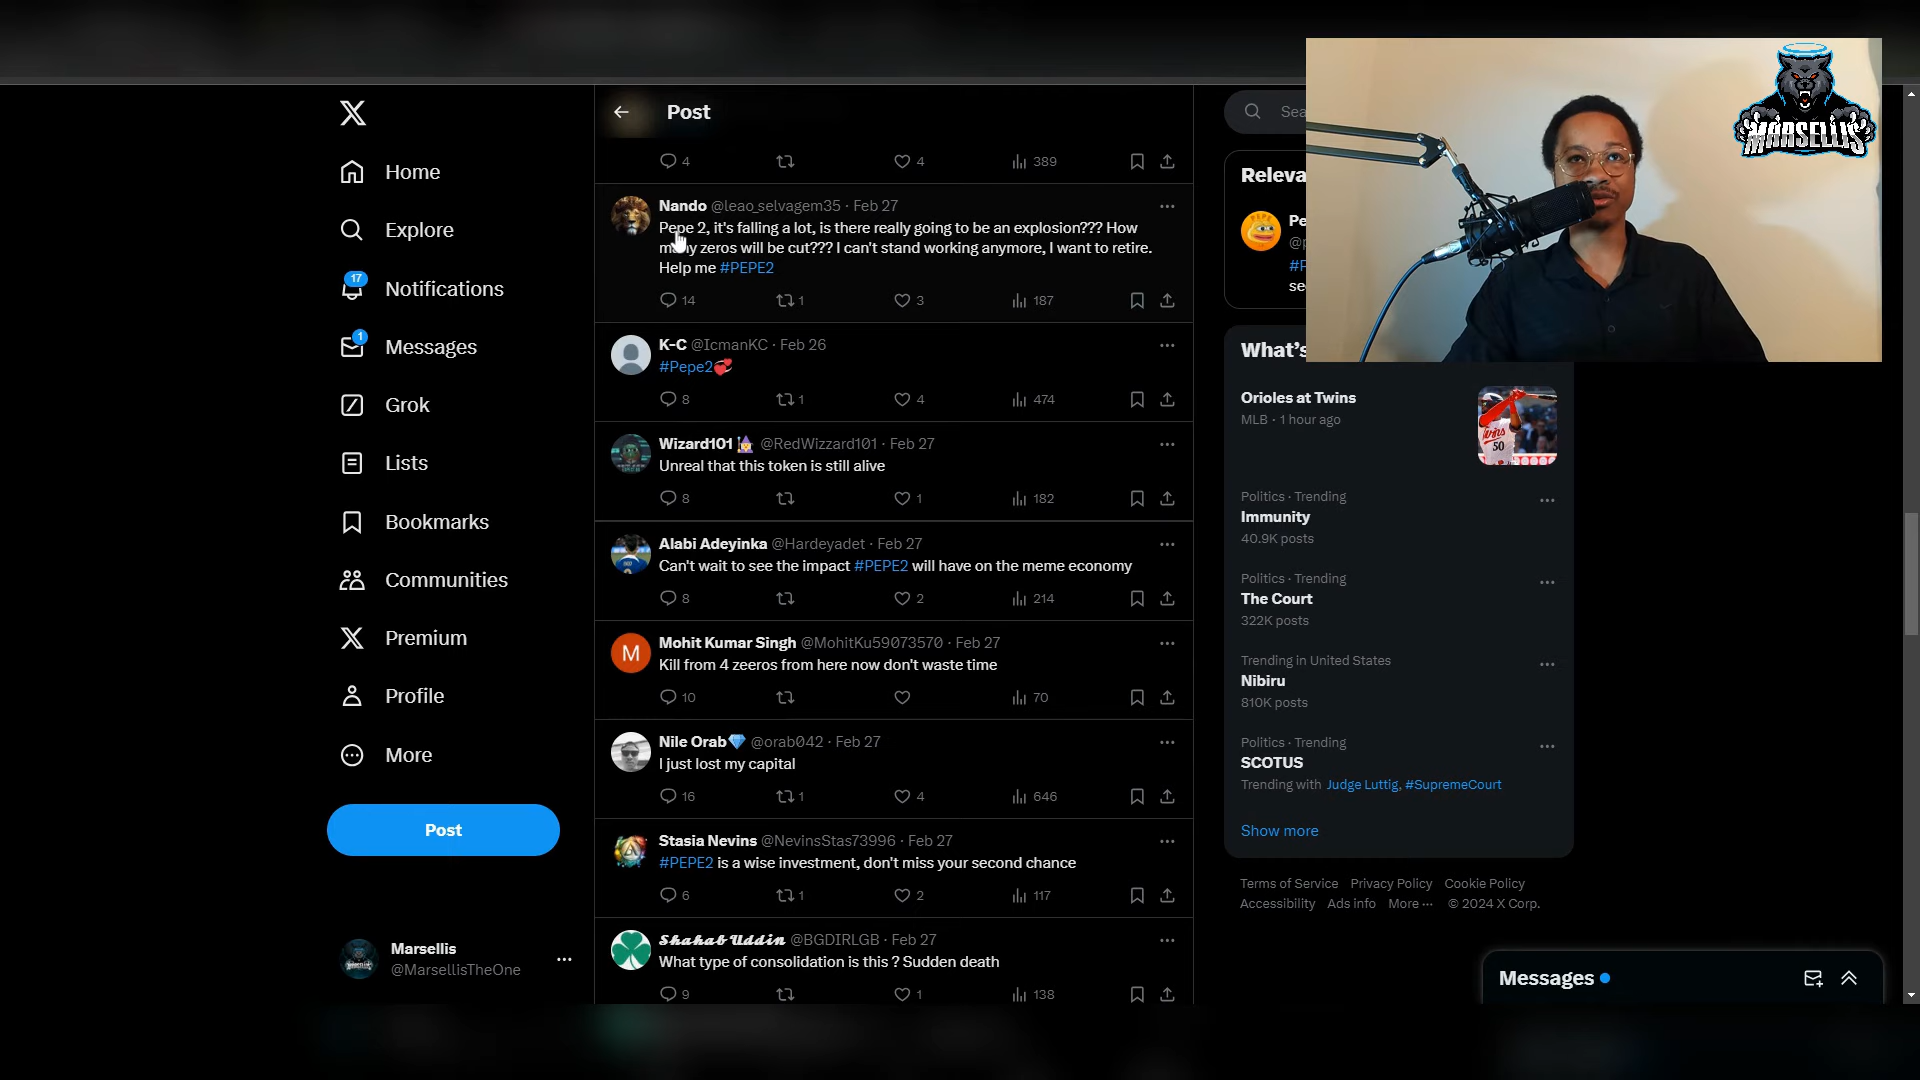 Post
4 4 389
Home
Explore
17
Notifications
1
Messages
Grok
Lists
Bookmarks
Communities
Premium
Profile
More
Post
Marsellis
@MarsellisTheOne
Nando @leao_selvagem35 · Feb 27
Pepe 2, it's falling a lot, is there really going to be an explosion??? How
many zeros will be cut??? I can't stand working anymore, I want to retire.
Help me #PEPE2
14 1 3 187
K-C @IcmanKC · Feb 26
#Pepe2💞
8 1 4 474
Wizard101🧙‍♂️ @RedWizzard101 · Feb 27
Unreal that this token is still alive
8 1 182
Alabi Adeyinka @Hardeyadet · Feb 27
Can't wait to see the impact #PEPE2 will have on the meme economy
8 2 214
M
Mohit Kumar Singh @MohitKu59073570 · Feb 27
Kill from 4 zeeros from here now don't waste time
10 70
Nile Orab💎 @orab042 · Feb 27
I just lost my capital
16 1 4 646
Stasia Nevins @NevinsStas73996 · Feb 27
#PEPE2 is a wise investment, don't miss your second chance
6 1 2 117
𝓢𝓱𝓪𝓱𝓪𝓫 𝓤𝓭𝓭𝓲𝓷 @BGDIRLGB · Feb 27
What type of consolidation is this ? Sudden death
9 1 138
Sea
Releva
Pe
@
#F
se
MARSELLIS
What's
Orioles at Twins
MLB · 1 hour ago
Twins
50
Politics · Trending
Immunity
40.9K posts
Politics · Trending
The Court
322K posts
Trending in United States
Nibiru
810K posts
Politics · Trending
SCOTUS
Trending with Judge Luttig, #SupremeCourt
Show more
Terms of Service Privacy Policy Cookie Policy
Accessibility Ads info More ··· © 2024 X Corp.
Messages